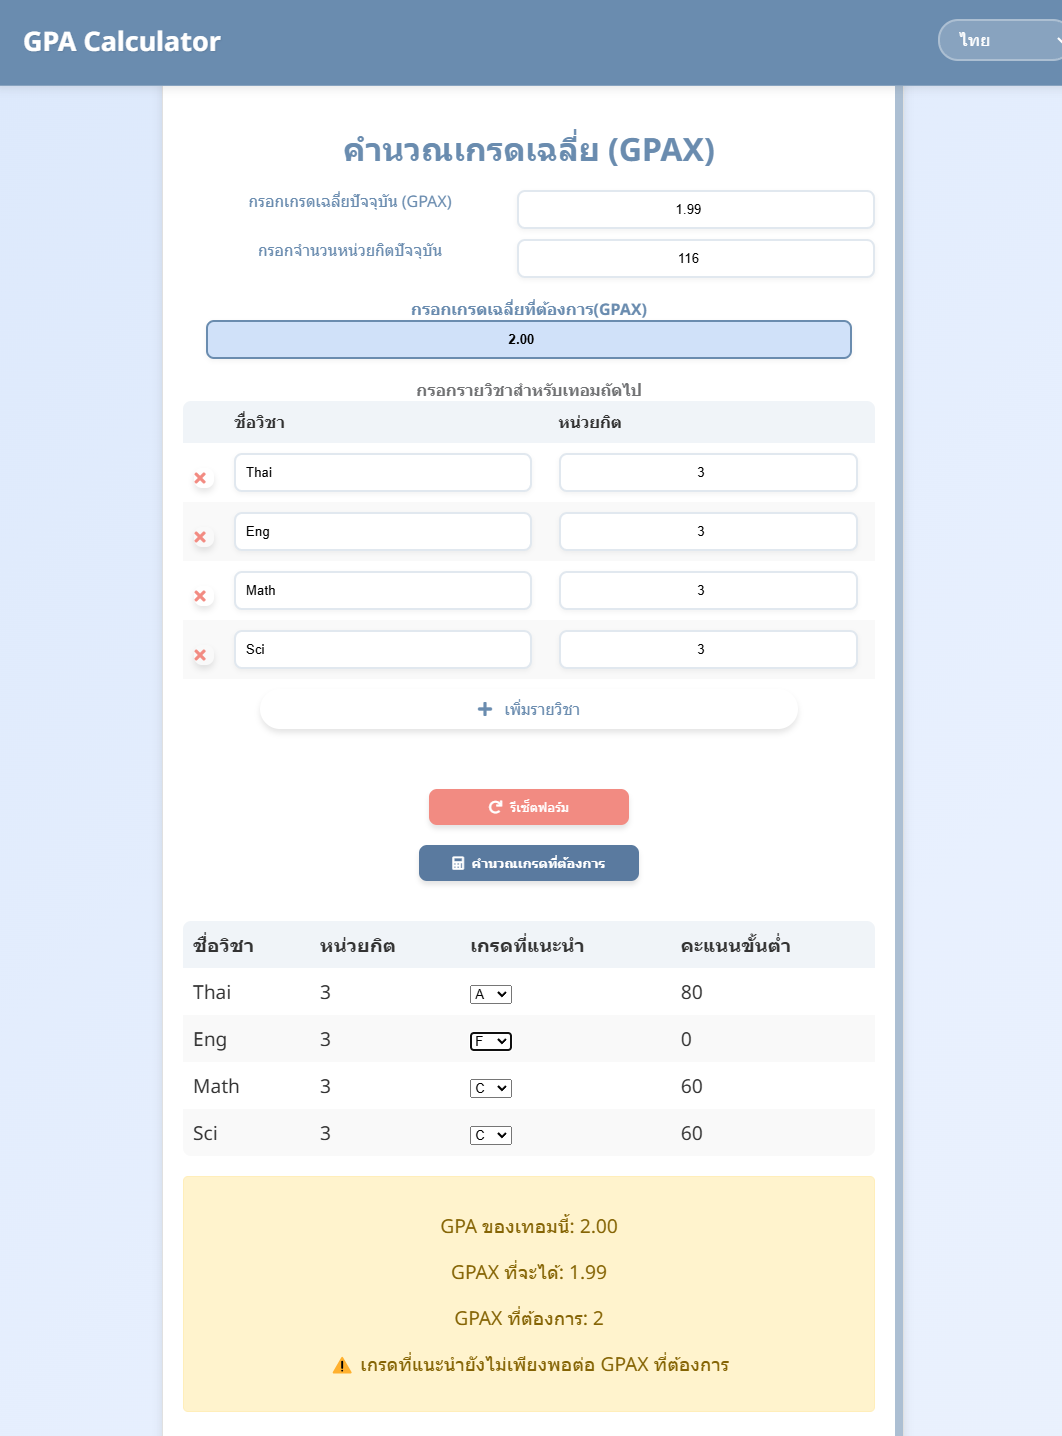 GPA Calculator
ไทย
คำนวณเกรดเฉลี่ย (GPAX)
กรอกเกรดเฉลี่ยปัจจุบัน (GPAX) 1.99
กรอกจำนวนหน่วยกิตปัจจุบัน 116
กรอกเกรดเฉลี่ยที่ต้องการ(GPAX)
2.00
กรอกรายวิชาสำหรับเทอมถัดไป
ชื่อวิชา หน่วยกิต
Thai 3
Eng 3
Math 3
Sci 3
เพิ่มรายวิชา
รีเซ็ตฟอร์ม
คำนวณเกรดที่ต้องการ
ชื่อวิชา หน่วยกิต เกรดที่แนะนำ คะแนนขั้นต่ำ
Thai 3 A 80
Eng 3 F 0
Math 3 C 60
Sci 3 C 60
GPA ของเทอมนี้: 2.00
GPAX ที่จะได้: 1.99
GPAX ที่ต้องการ: 2
⚠️ เกรดที่แนะนำยังไม่เพียงพอต่อ GPAX ที่ต้องการ